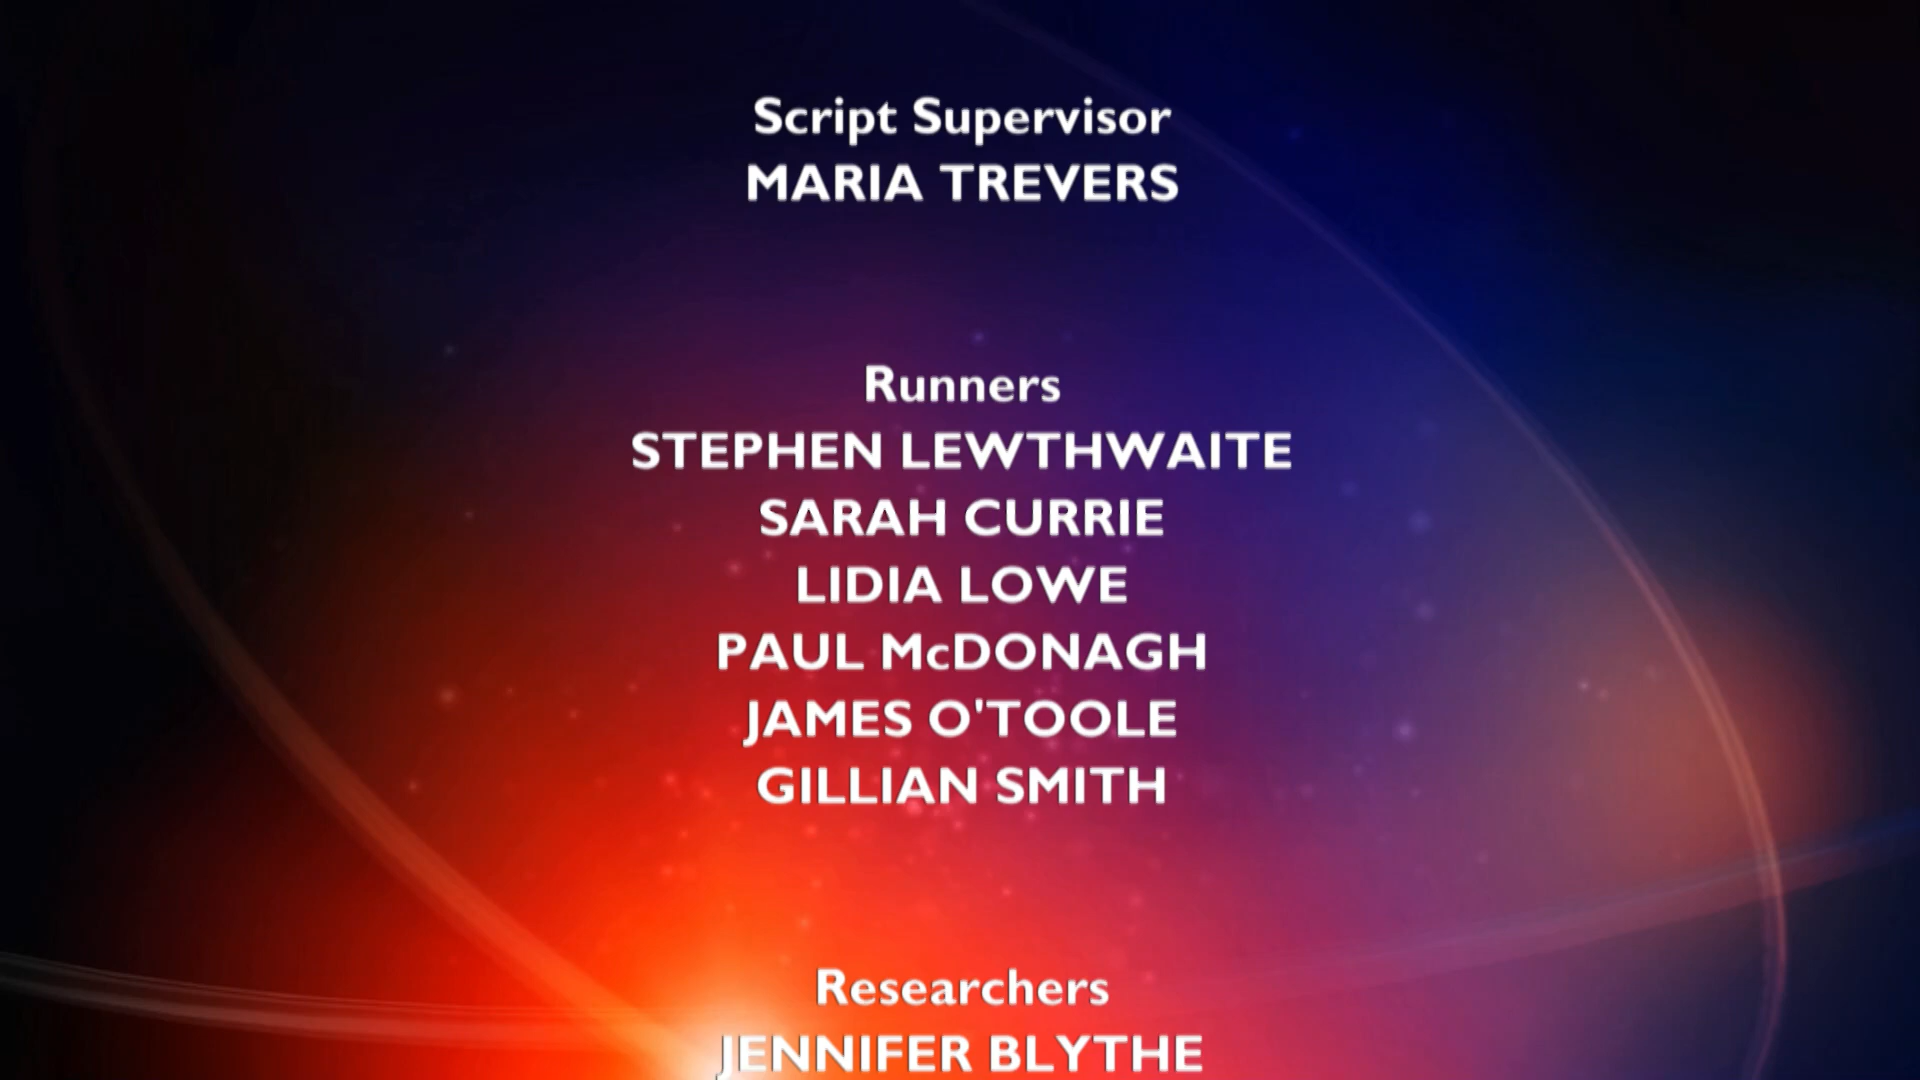 Script Supervisor
MARIA TREVERS
Runners
STEPHEN LEWTHWAITE
SARAH CURRIE
LIDIA LOWE
PAUL McDONAGH
JAMES O'TOOLE
GILLIAN SMITH
Researchers
JENNIFER BLYTHE